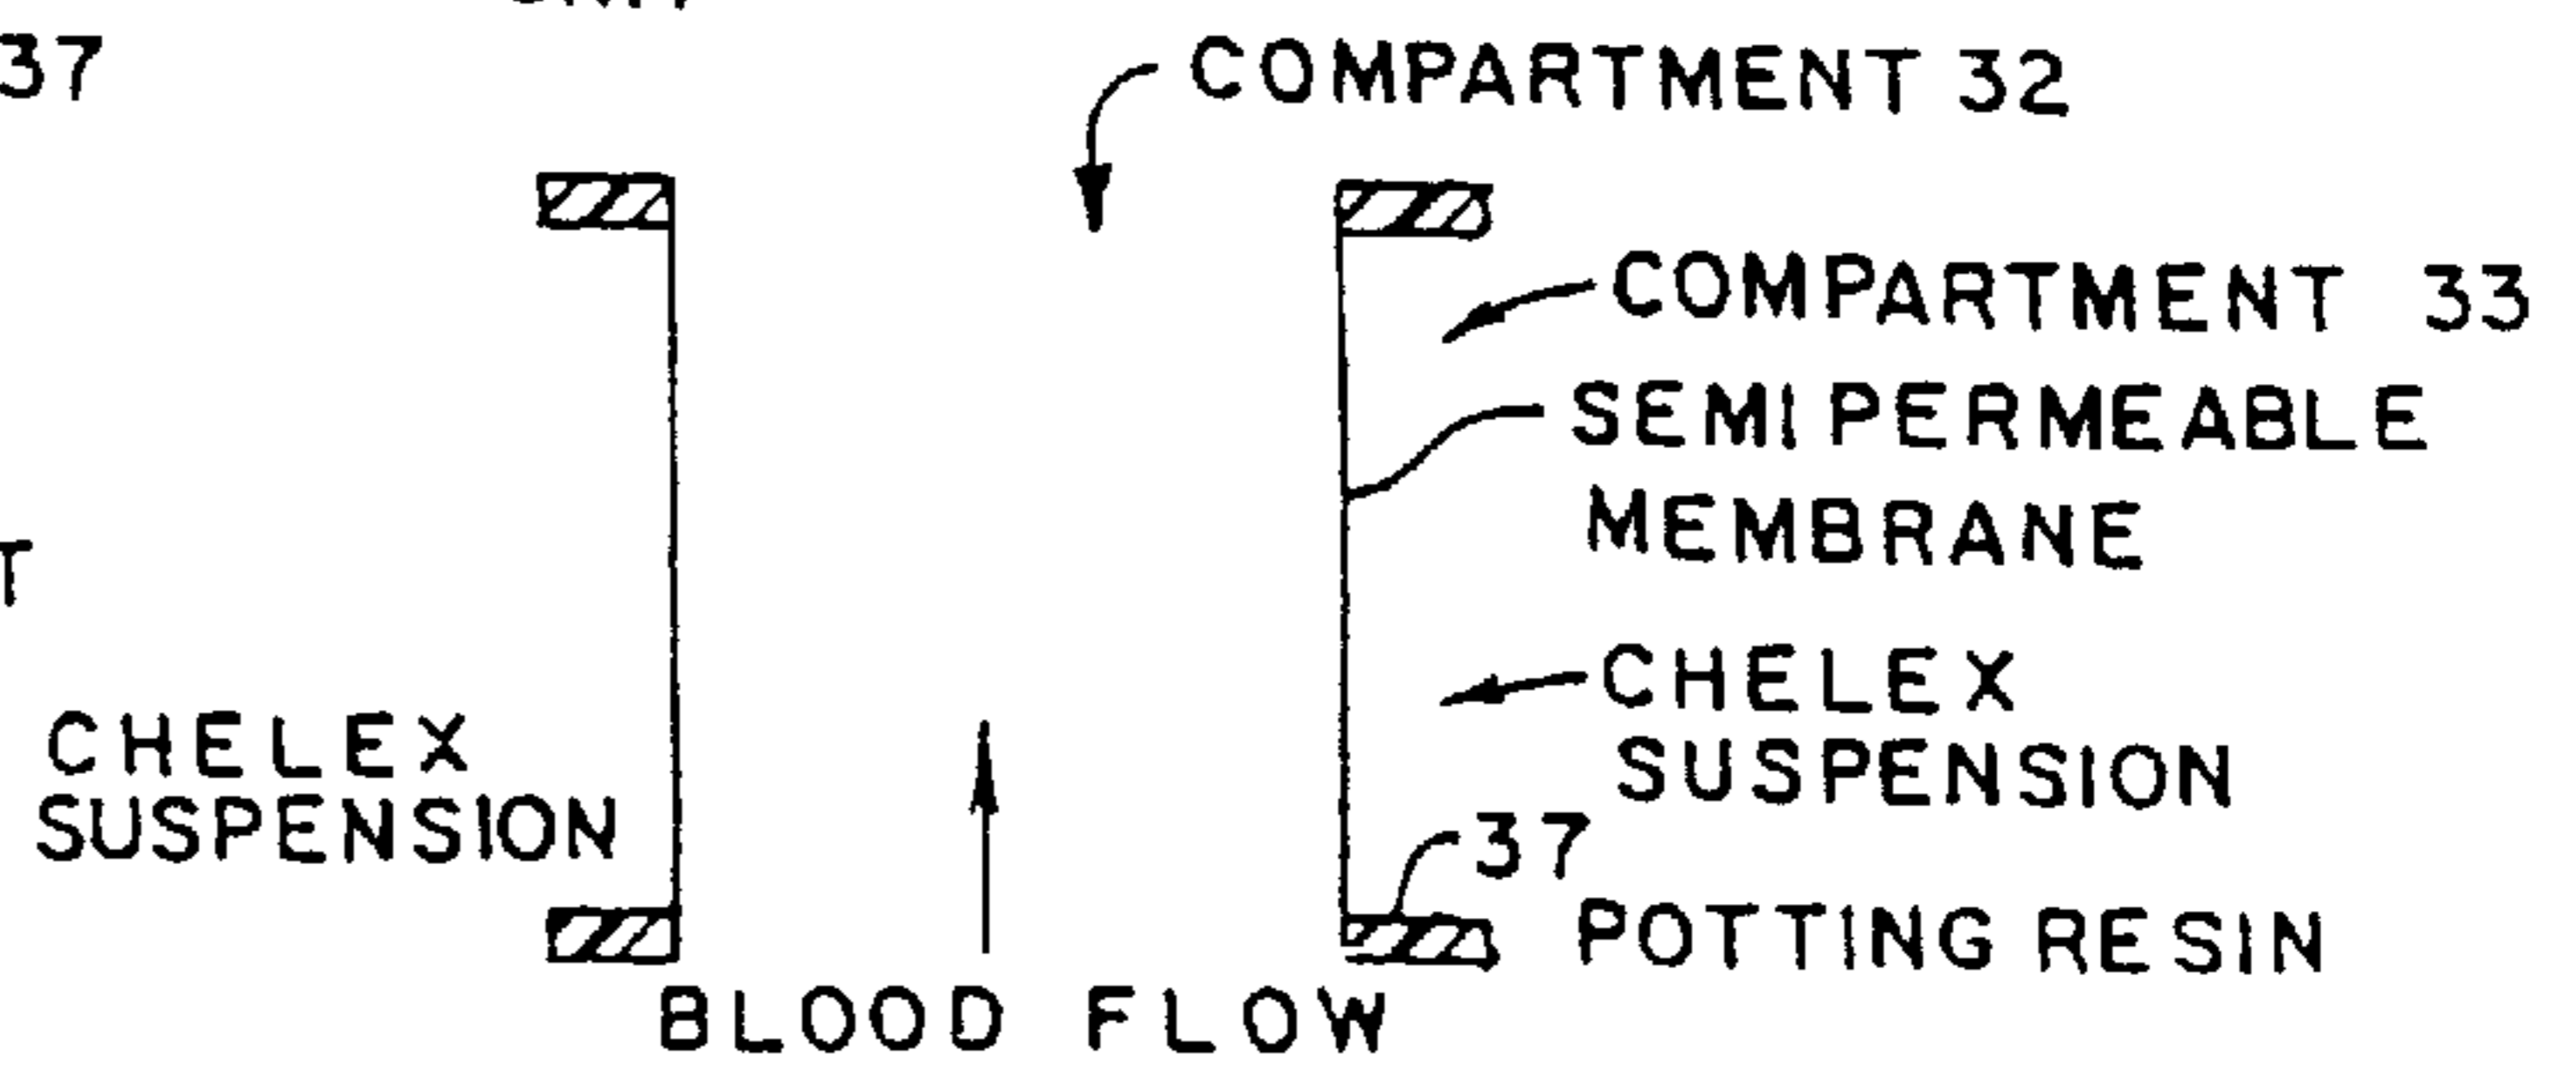 37
COMPARTMENT 32
COMPARTMENT 33
SEMIPERMEABLE
MEMBRANE
T
CHELEX
SUSPENSION
CHELEX
SUSPENSION
37
POTTING RESIN
BLOOD FLOW